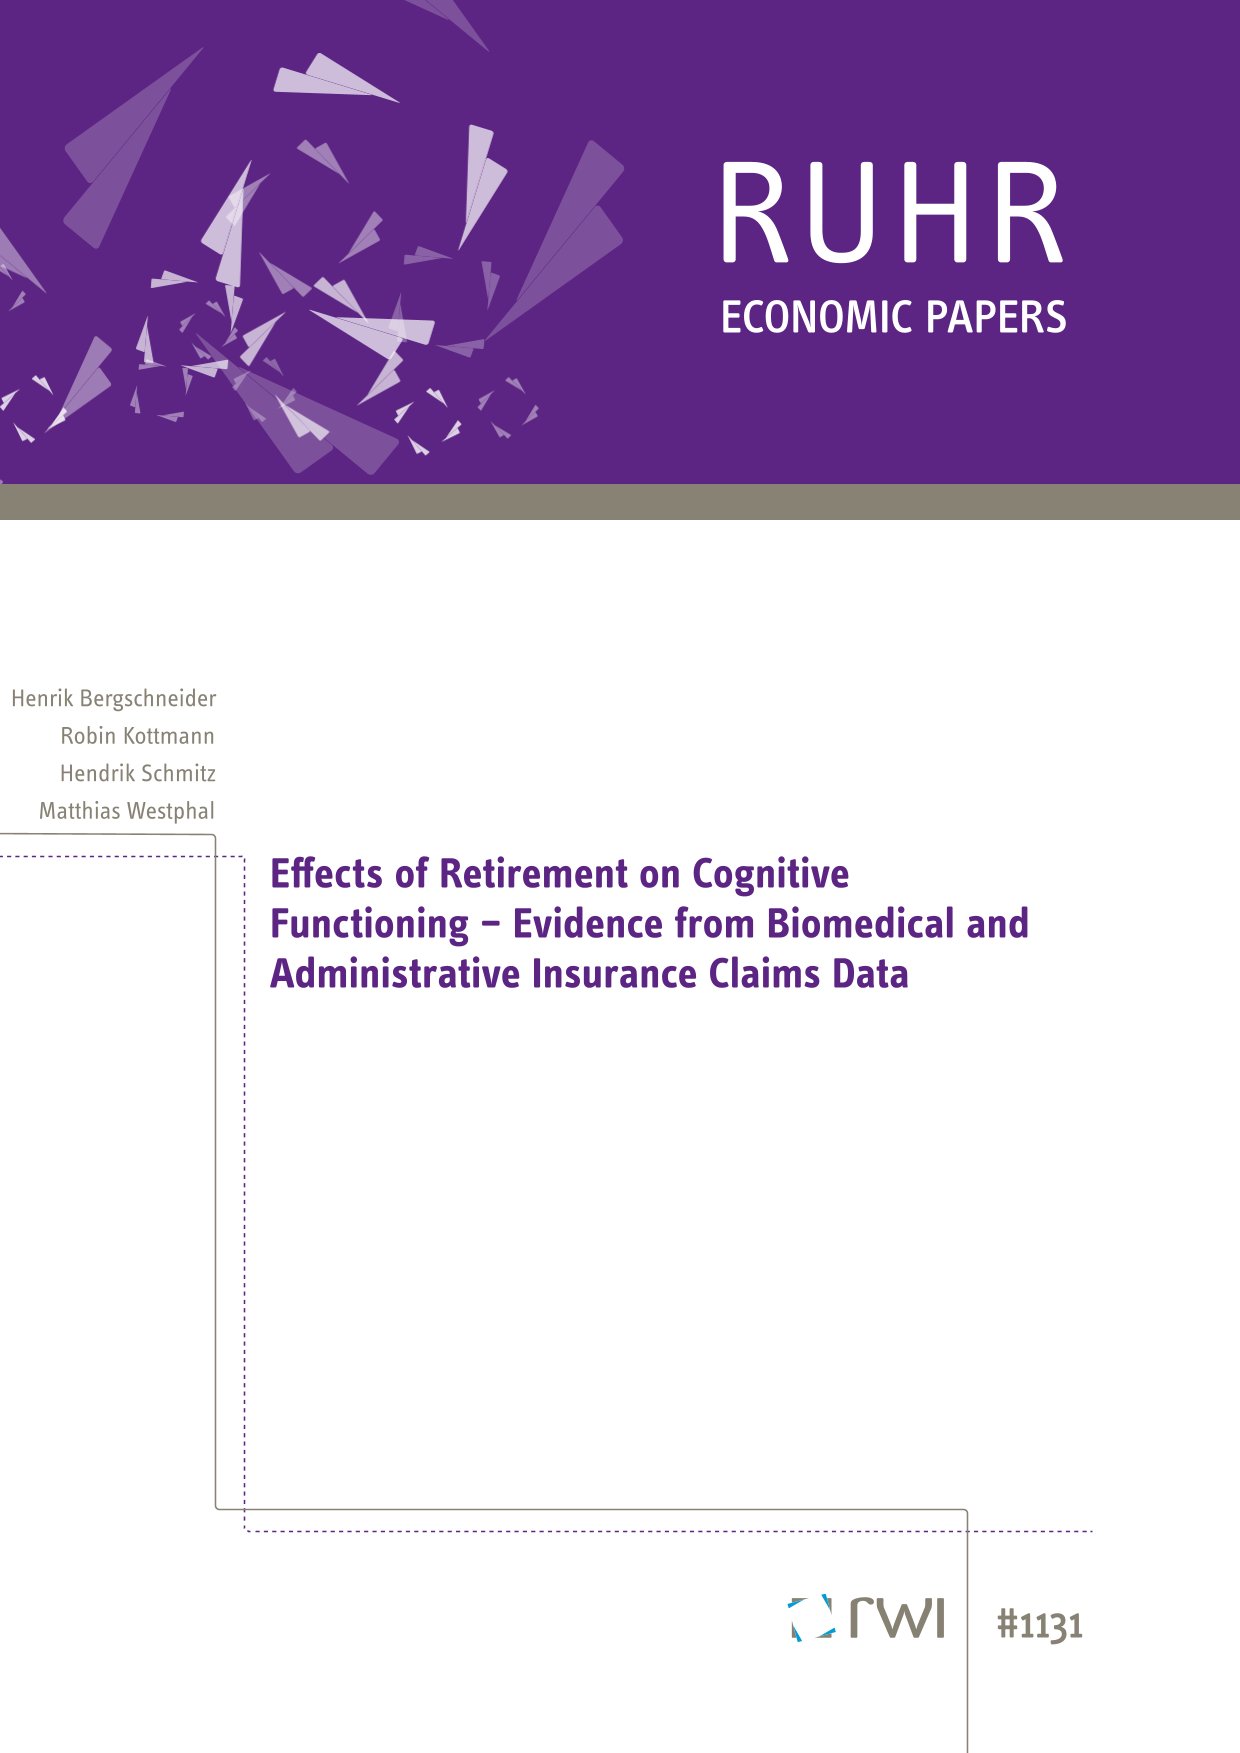 RUHR
ECONOMIC PAPERS
Henrik Bergschneider
Robin Kottmann
Hendrik Schmitz
Matthias Westphal
Effects of Retirement on Cognitive
Functioning – Evidence from Biomedical and
Administrative Insurance Claims Data
rwi
#1131